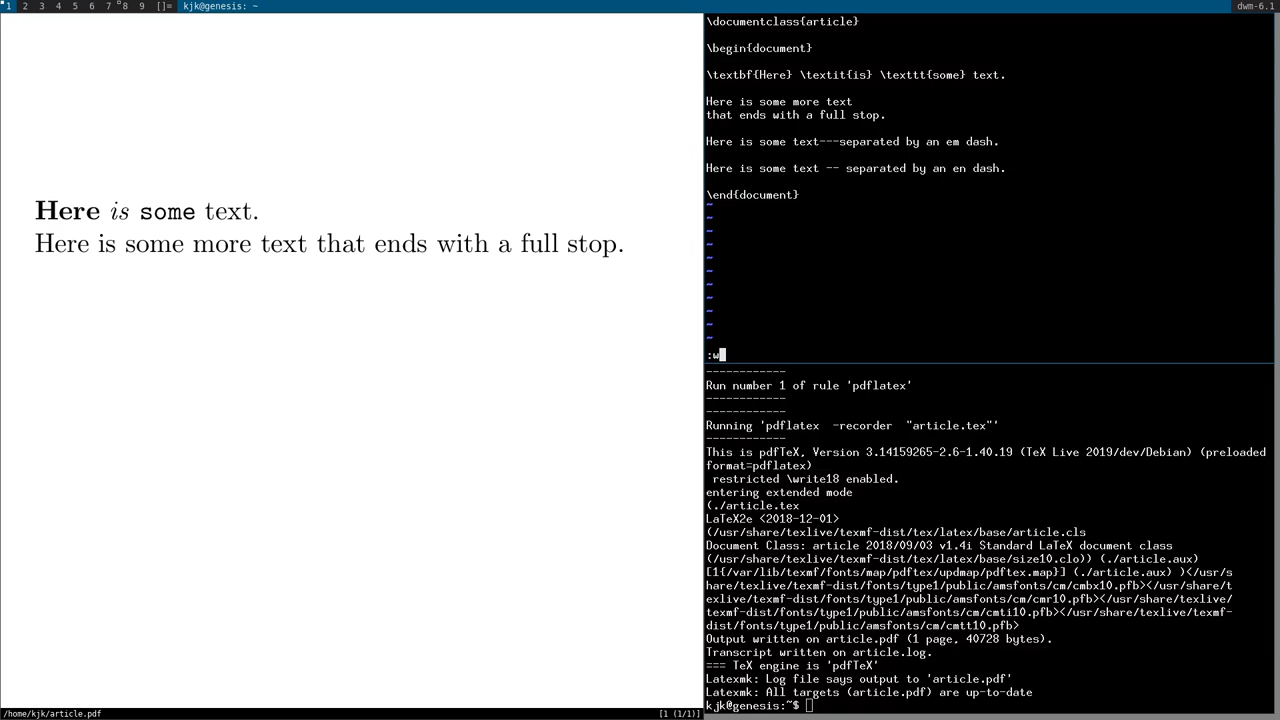 1 2 3 4 5 6 7 8 9 []= kjk@genesis: ~ dwm-6.1
Here is some text.
Here is some more text that ends with a full stop.
/home/kjk/article.pdf [1 (1/1)]
\documentclass{article}
\begin{document}
\textbf{Here} \textit{is} \texttt{some} text.
Here is some more text
that ends with a full stop.
Here is some text---separated by an em dash.
Here is some text -- separated by an en dash.
\end{document}
~
~
~
~
~
~
~
~
~
~
~
:w
------------
Run number 1 of rule 'pdflatex'
------------
------------
Running 'pdflatex  -recorder  "article.tex"'
------------
This is pdfTeX, Version 3.14159265-2.6-1.40.19 (TeX Live 2019/dev/Debian) (preloaded
format=pdflatex)
 restricted \write18 enabled.
entering extended mode
(./article.tex
LaTeX2e <2018-12-01>
(/usr/share/texlive/texmf-dist/tex/latex/base/article.cls
Document Class: article 2018/09/03 v1.4i Standard LaTeX document class
(/usr/share/texlive/texmf-dist/tex/latex/base/size10.clo)) (./article.aux)
[1{/var/lib/texmf/fonts/map/pdftex/updmap/pdftex.map}] (./article.aux) )</usr/s
hare/texlive/texmf-dist/fonts/type1/public/amsfonts/cm/cmbx10.pfb></usr/share/t
exlive/texmf-dist/fonts/type1/public/amsfonts/cm/cmr10.pfb></usr/share/texlive/
texmf-dist/fonts/type1/public/amsfonts/cm/cmti10.pfb></usr/share/texlive/texmf-
dist/fonts/type1/public/amsfonts/cm/cmtt10.pfb>
Output written on article.pdf (1 page, 40728 bytes).
Transcript written on article.log.
=== TeX engine is 'pdfTeX'
Latexmk: Log file says output to 'article.pdf'
Latexmk: All targets (article.pdf) are up-to-date
kjk@genesis:~$